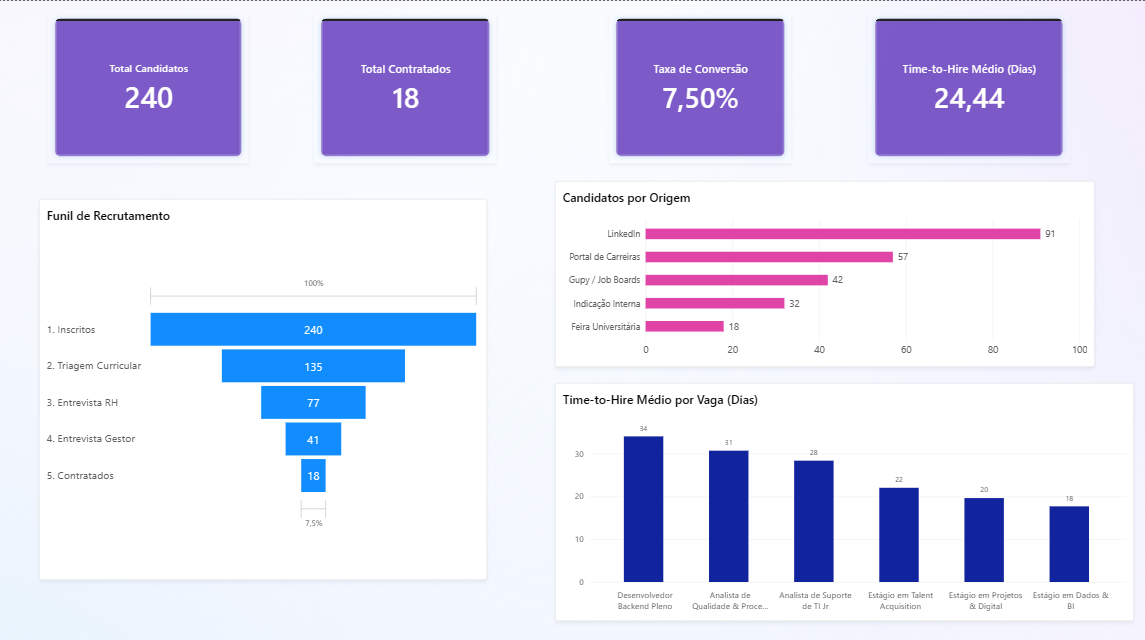 Total Candidatos
240
Total Contratados
18
Taxa de Conversão
7,50%
Time-to-Hire Médio (Dias)
24,44
Funil de Recrutamento
100%
1. Inscritos
240
2. Triagem Curricular
135
3. Entrevista RH
77
4. Entrevista Gestor
41
5. Contratados
18
7,5%
Candidatos por Origem
LinkedIn
91
Portal de Carreiras
57
Gupy / Job Boards
42
Indicação Interna
32
Feira Universitária
18
0 20 40 60 80 100
Time-to-Hire Médio por Vaga (Dias)
30
20
10
0
34
31
28
22
20
18
Desenvolvedor
Backend Pleno
Analista de
Qualidade & Proce...
Analista de Suporte
de TI Jr
Estágio em Talent
Acquisition
Estágio em Projetos
& Digital
Estágio em Dados &
BI